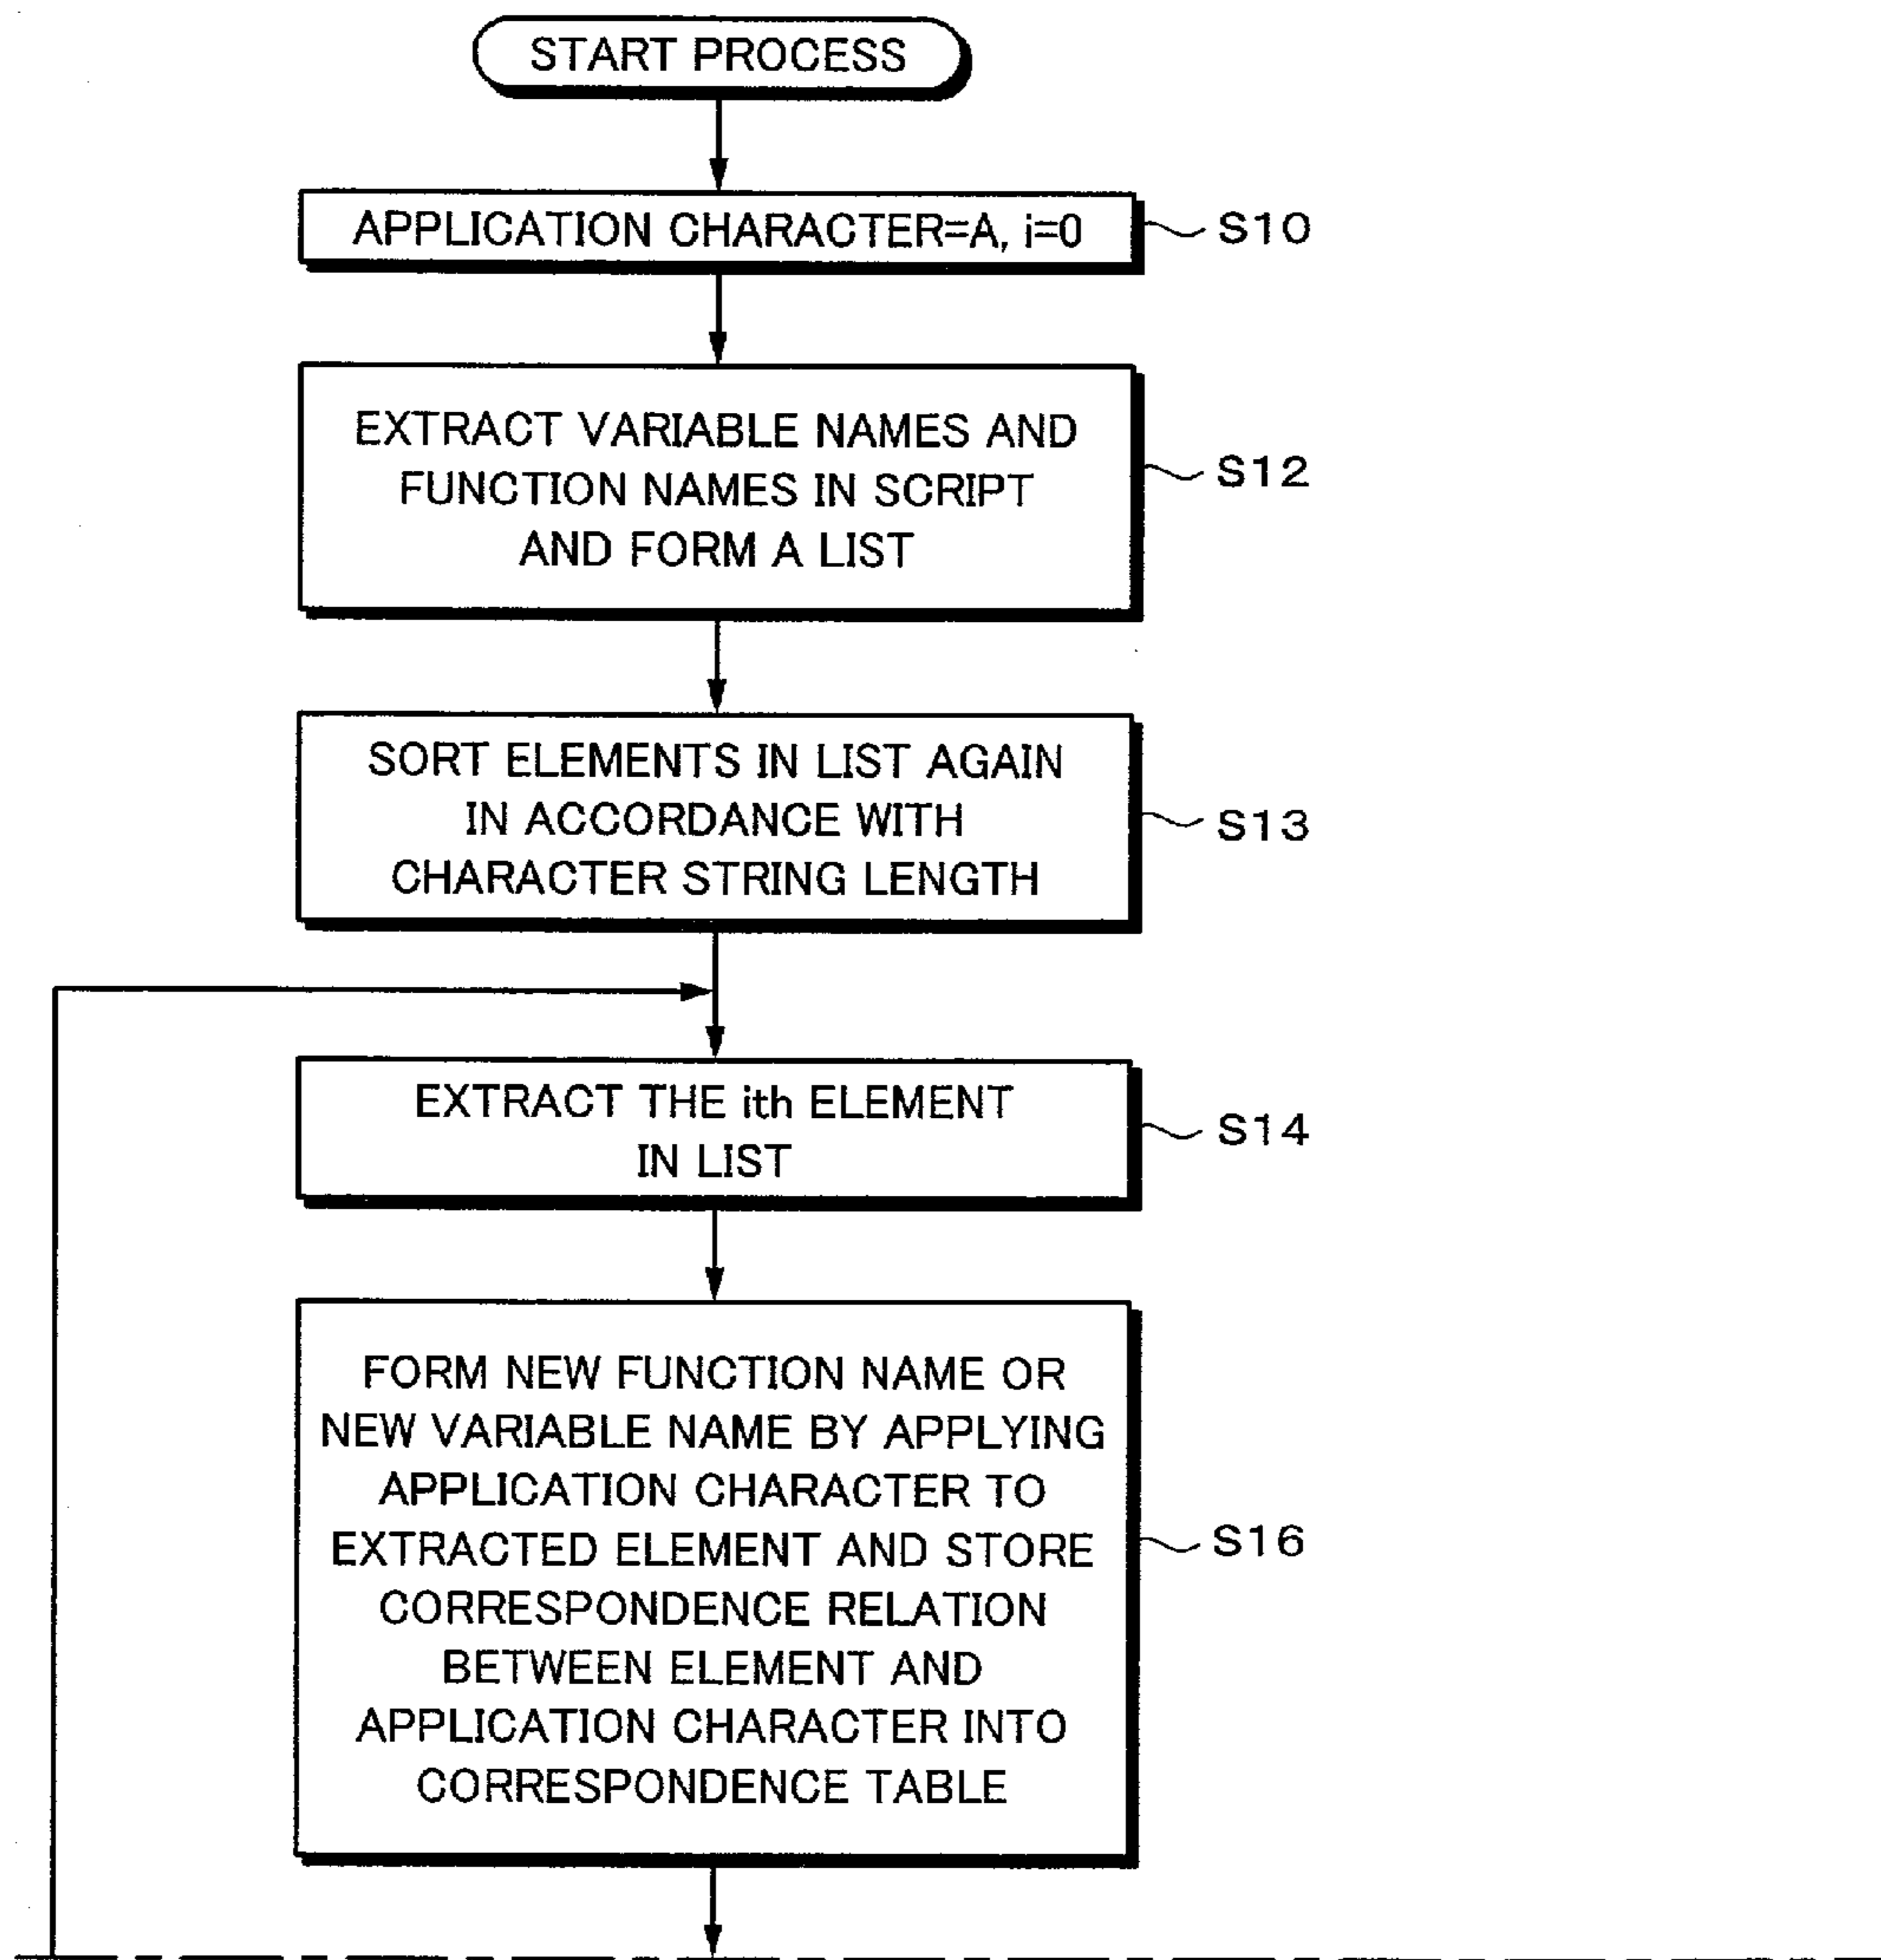 START PROCESS
APPLICATION CHARACTER=A, i=0
S10
EXTRACT VARIABLE NAMES AND
FUNCTION NAMES IN SCRIPT
AND FORM A LIST
S12
SORT ELEMENTS IN LIST AGAIN
IN ACCORDANCE WITH
CHARACTER STRING LENGTH
S13
EXTRACT THE ith ELEMENT
IN LIST
S14
FORM NEW FUNCTION NAME OR
NEW VARIABLE NAME BY APPLYING
APPLICATION CHARACTER TO
EXTRACTED ELEMENT AND STORE
CORRESPONDENCE RELATION
BETWEEN ELEMENT AND
APPLICATION CHARACTER INTO
CORRESPONDENCE TABLE
S16